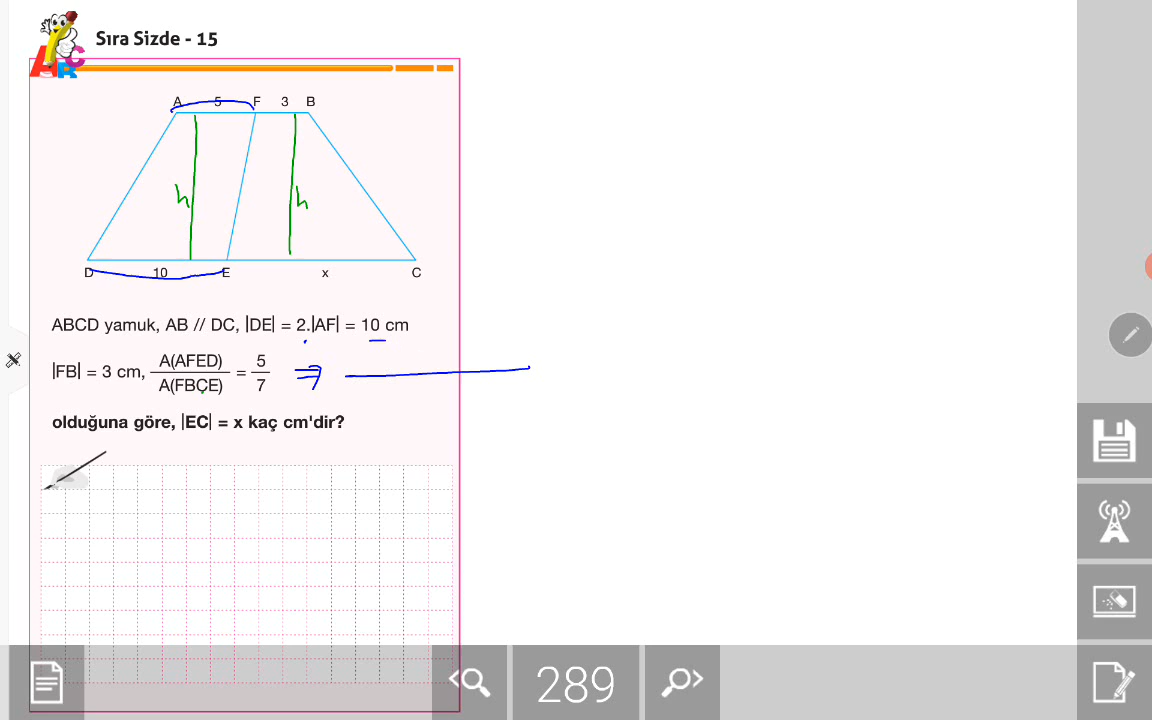 Sıra Sizde - 15
A 5 F 3 B
h h
D 10 E x C
ABCD yamuk, AB // DC, |DE| = 2.|AF| = 10 cm
|FB| = 3 cm, A(AFED) / A(FBCE) = 5 / 7 ⇒
olduğuna göre, |EC| = x kaç cm'dir?
289